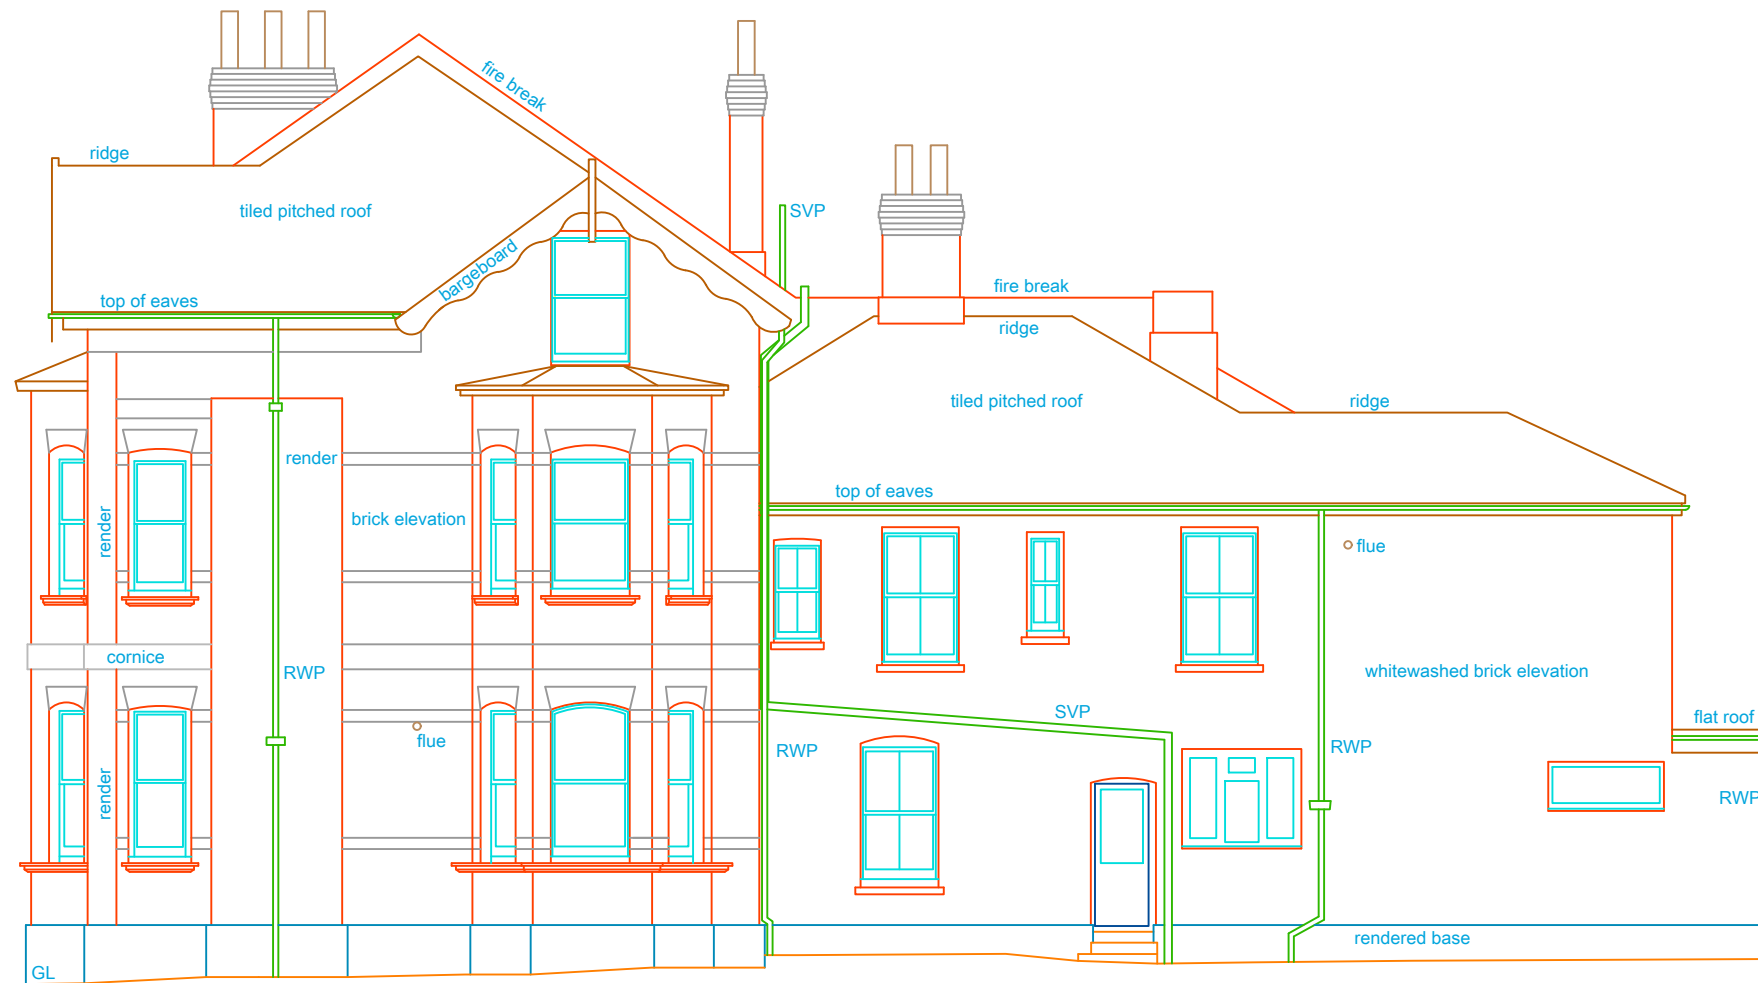 fire break
ridge
tiled pitched roof
SVP
bargeboard
top of eaves
fire break
ridge
tiled pitched roof
ridge
render
top of eaves
brick elevation
render
flue
cornice
RWP
whitewashed brick elevation
SVP
flat roof
flue
RWP
RWP
render
RWP
rendered base
GL